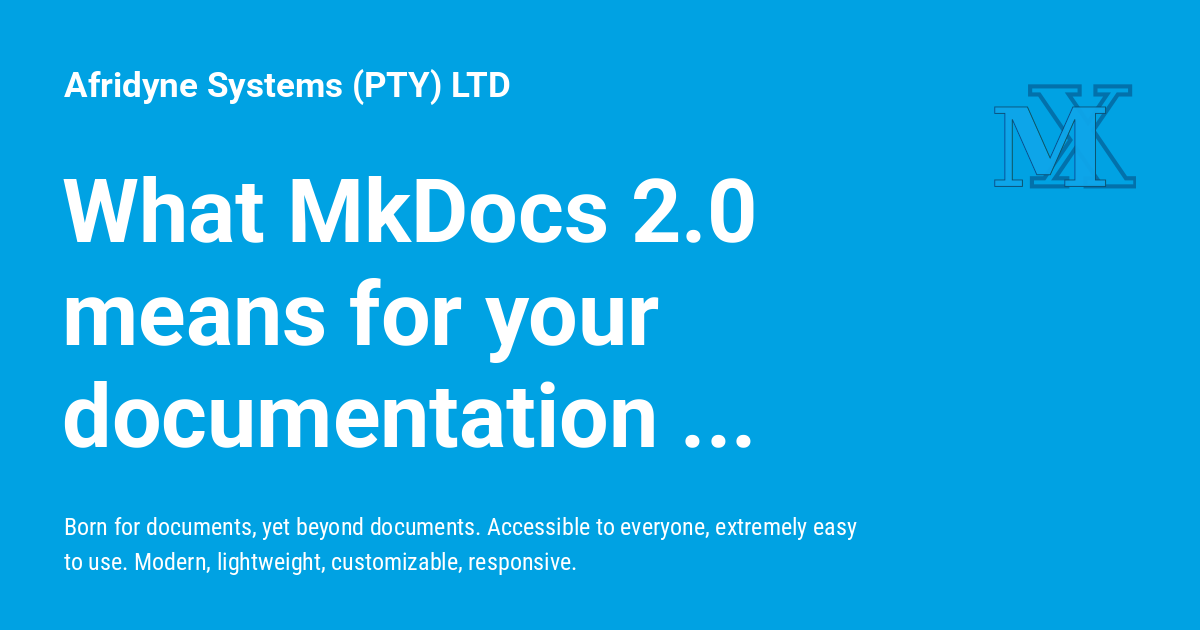 Afridyne Systems (PTY) LTD
MX
What MkDocs 2.0
means for your
documentation ...
Born for documents, yet beyond documents. Accessible to everyone, extremely easy
to use. Modern, lightweight, customizable, responsive.